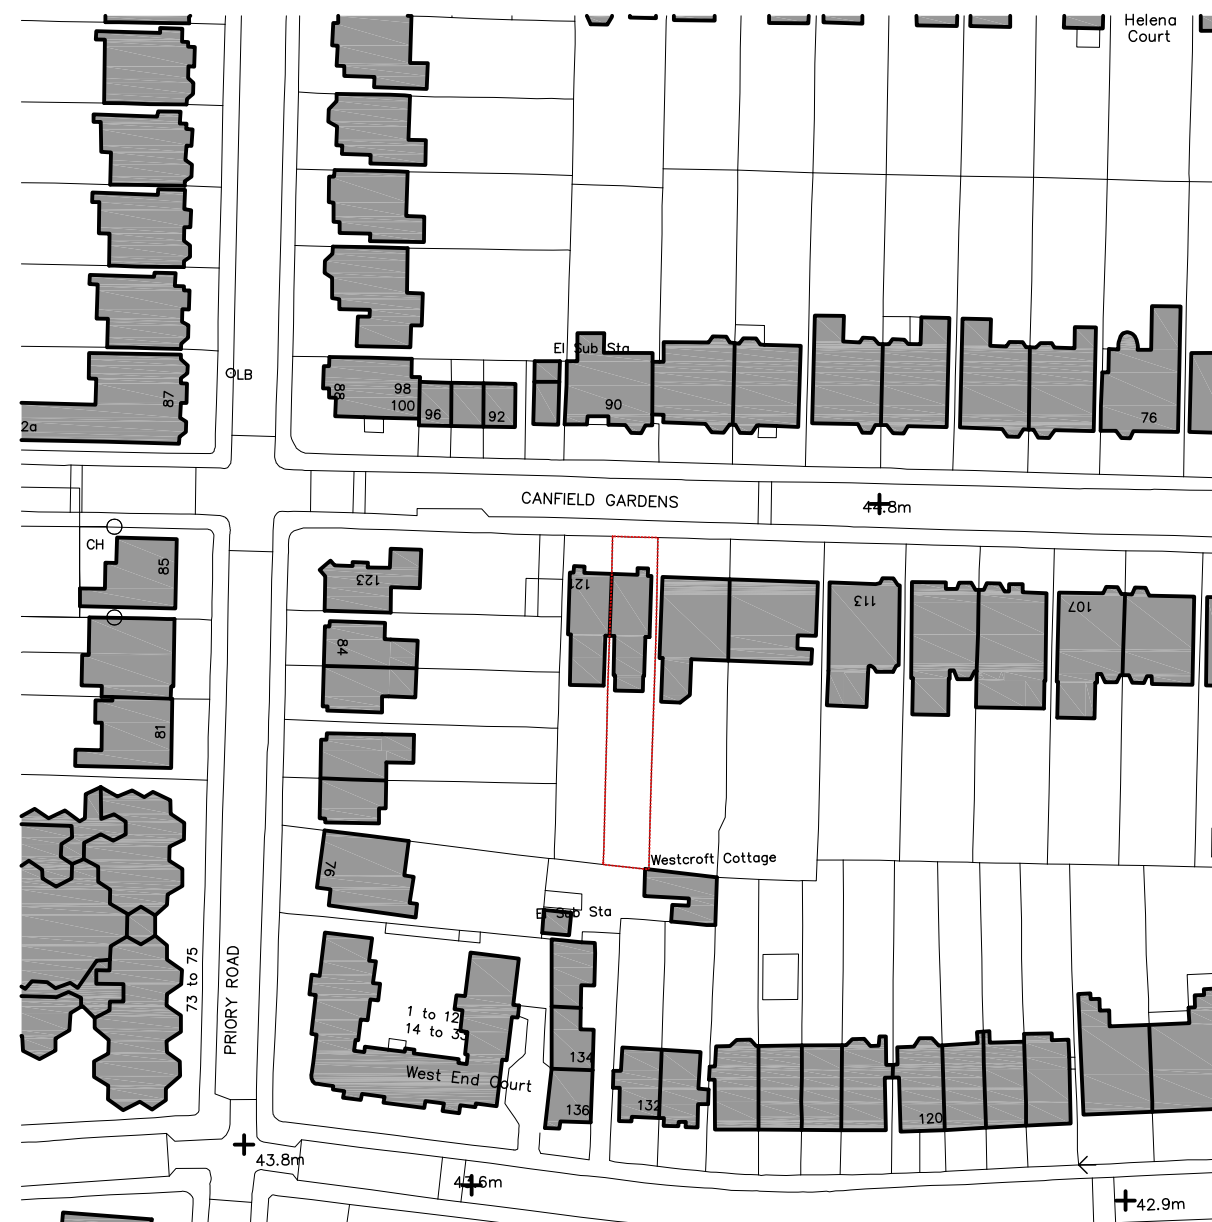 Helena
Court
El Sub Sta
LB
87
88
98
100
96
92
90
76
2a
CANFIELD GARDENS
44.8m
CH
85
123
121
113
107
84
81
Westcroft Cottage
76
El Sub Sta
73 to 75
PRIORY ROAD
1 to 12
14 to
134
West End Court
136
132
120
43.8m
43.6m
42.9m